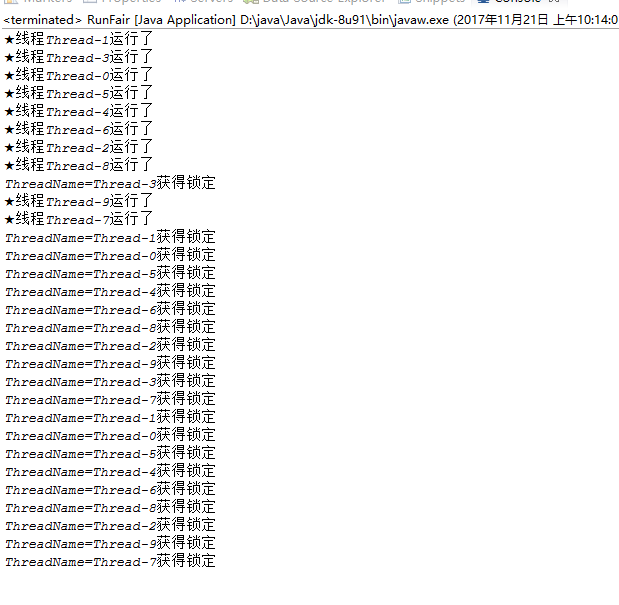 <terminated> RunFair [Java Application] D:\java\Java\jdk-8u91\bin\javaw.exe (2017年11月21日 上午10:14:0
★线程Thread-1运行了
★线程Thread-3运行了
★线程Thread-0运行了
★线程Thread-5运行了
★线程Thread-4运行了
★线程Thread-6运行了
★线程Thread-2运行了
★线程Thread-8运行了
ThreadName=Thread-3获得锁定
★线程Thread-9运行了
★线程Thread-7运行了
ThreadName=Thread-1获得锁定
ThreadName=Thread-0获得锁定
ThreadName=Thread-5获得锁定
ThreadName=Thread-4获得锁定
ThreadName=Thread-6获得锁定
ThreadName=Thread-8获得锁定
ThreadName=Thread-2获得锁定
ThreadName=Thread-9获得锁定
ThreadName=Thread-3获得锁定
ThreadName=Thread-7获得锁定
ThreadName=Thread-1获得锁定
ThreadName=Thread-0获得锁定
ThreadName=Thread-5获得锁定
ThreadName=Thread-4获得锁定
ThreadName=Thread-6获得锁定
ThreadName=Thread-8获得锁定
ThreadName=Thread-2获得锁定
ThreadName=Thread-9获得锁定
ThreadName=Thread-7获得锁定